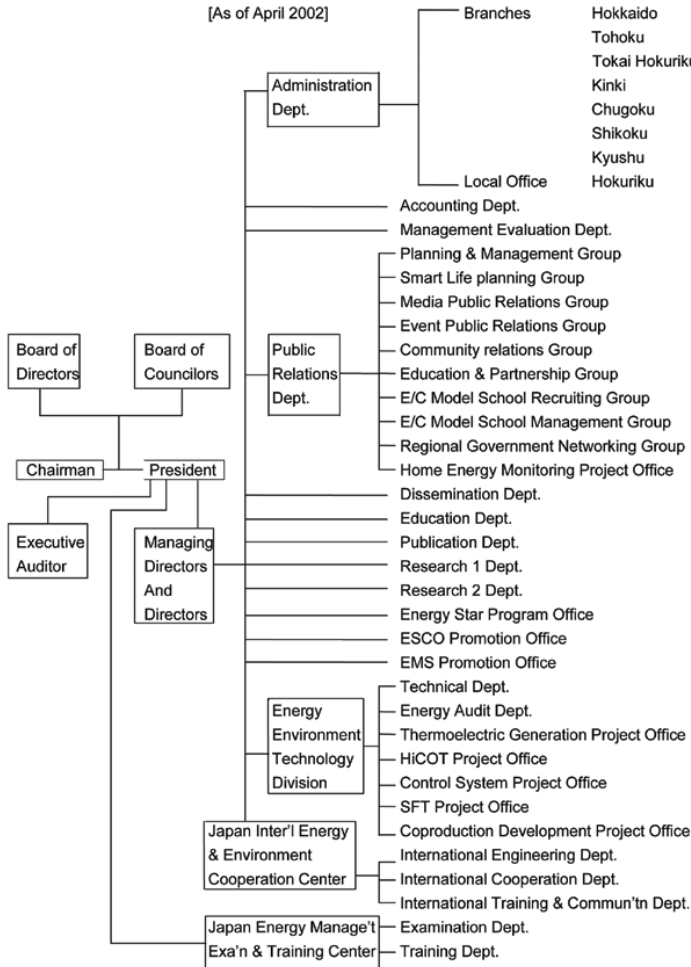 [As of April 2002]
Branches
Hokkaido
Tohoku
Tokai Hokuriku
Kinki
Chugoku
Shikoku
Kyushu
Administration
Dept.
Local Office
Hokuriku
Accounting Dept.
Management Evaluation Dept.
Planning & Management Group
Smart Life planning Group
Media Public Relations Group
Event Public Relations Group
Community relations Group
Education & Partnership Group
E/C Model School Recruiting Group
E/C Model School Management Group
Regional Government Networking Group
Home Energy Monitoring Project Office
Public
Relations
Dept.
Board of
Directors
Board of
Councilors
Chairman
President
Executive
Auditor
Managing
Directors
And
Directors
Dissemination Dept.
Education Dept.
Publication Dept.
Research 1 Dept.
Research 2 Dept.
Energy Star Program Office
ESCO Promotion Office
EMS Promotion Office
Energy
Environment
Technology
Division
Technical Dept.
Energy Audit Dept.
Thermoelectric Generation Project Office
HiCOT Project Office
Control System Project Office
SFT Project Office
Coproduction Development Project Office
Japan Inter'l Energy
& Environment
Cooperation Center
International Engineering Dept.
International Cooperation Dept.
International Training & Commun'tn Dept.
Japan Energy Manage't
Exa'n & Training Center
Examination Dept.
Training Dept.